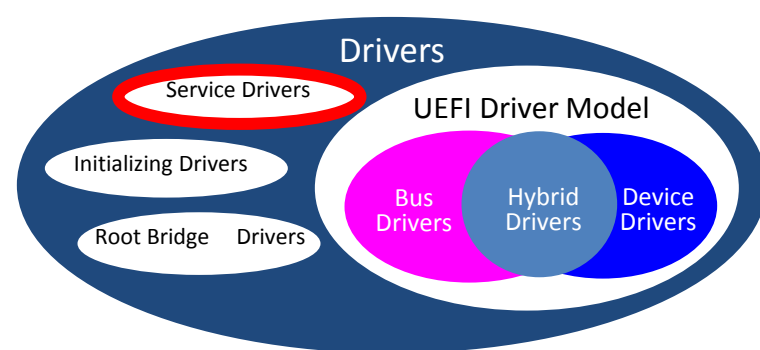 Drivers
Service Drivers
UEFI Driver Model
Initializing Drivers
Bus
Drivers
Hybrid
Drivers
Device
Drivers
Root Bridge Drivers